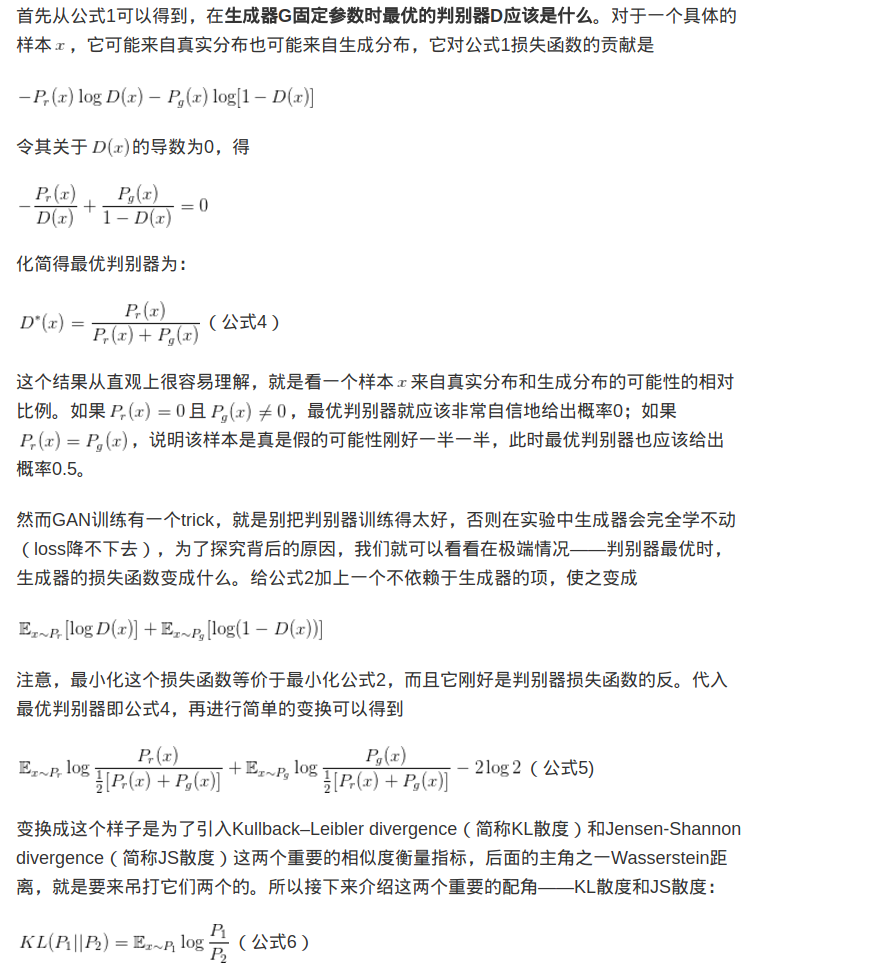 首先从公式1可以得到，在生成器G固定参数时最优的判别器D应该是什么。对于一个具体的
样本 x ，它可能来自真实分布也可能来自生成分布，它对公式1损失函数的贡献是
−P_r(x) log D(x) − P_g(x) log[1 − D(x)]
令其关于 D(x)的导数为0，得
−\frac{P_r(x)}{D(x)} + \frac{P_g(x)}{1 − D(x)} = 0
化简得最优判别器为：
D*(x) = \frac{P_r(x)}{P_r(x) + P_g(x)}（公式4）
这个结果从直观上很容易理解，就是看一个样本 x 来自真实分布和生成分布的可能性的相对
比例。如果 P_r(x) = 0 且 P_g(x) ≠ 0，最优判别器就应该非常自信地给出概率0；如果
P_r(x) = P_g(x)，说明该样本是真是假的可能性刚好一半一半，此时最优判别器也应该给出
概率0.5。
然而GAN训练有一个trick，就是别把判别器训练得太好，否则在实验中生成器会完全学不动
（loss降不下去），为了探究背后的原因，我们就可以看看在极端情况——判别器最优时，
生成器的损失函数变成什么。给公式2加上一个不依赖于生成器的项，使之变成
𝔼_{x∼P_r}[log D(x)] + 𝔼_{x∼P_g}[log(1 − D(x))]
注意，最小化这个损失函数等价于最小化公式2，而且它刚好是判别器损失函数的反。代入
最优判别器即公式4，再进行简单的变换可以得到
𝔼_{x∼P_r} log \frac{P_r(x)}{\frac{1}{2}[P_r(x) + P_g(x)]} + 𝔼_{x∼P_g} log \frac{P_g(x)}{\frac{1}{2}[P_r(x) + P_g(x)]} − 2 log 2（公式5)
变换成这个样子是为了引入Kullback–Leibler divergence（简称KL散度）和Jensen-Shannon
divergence（简称JS散度）这两个重要的相似度衡量指标，后面的主角之一Wasserstein距
离，就是要来吊打它们两个的。所以接下来介绍这两个重要的配角——KL散度和JS散度：
KL(P_1||P_2) = 𝔼_{x∼P_1} log \frac{P_1}{P_2}（公式6）